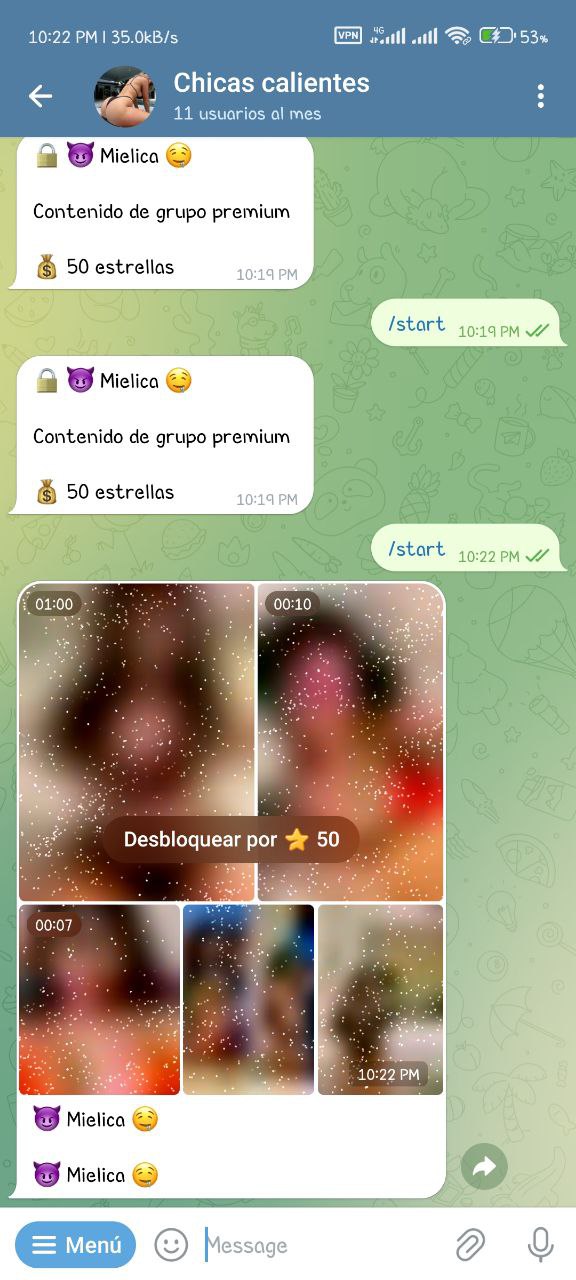 10:22 PM | 35.0kB/s
VPN 4G 53%
Chicas calientes
11 usuarios al mes
🔒 😈 Mielica 🤤
Contenido de grupo premium
💰 50 estrellas 10:19 PM
/start 10:19 PM
🔒 😈 Mielica 🤤
Contenido de grupo premium
💰 50 estrellas 10:19 PM
/start 10:22 PM
01:00 00:10
Desbloquear por ⭐ 50
00:07
10:22 PM
😈 Mielica 🤤
😈 Mielica 🤤
Menú Message